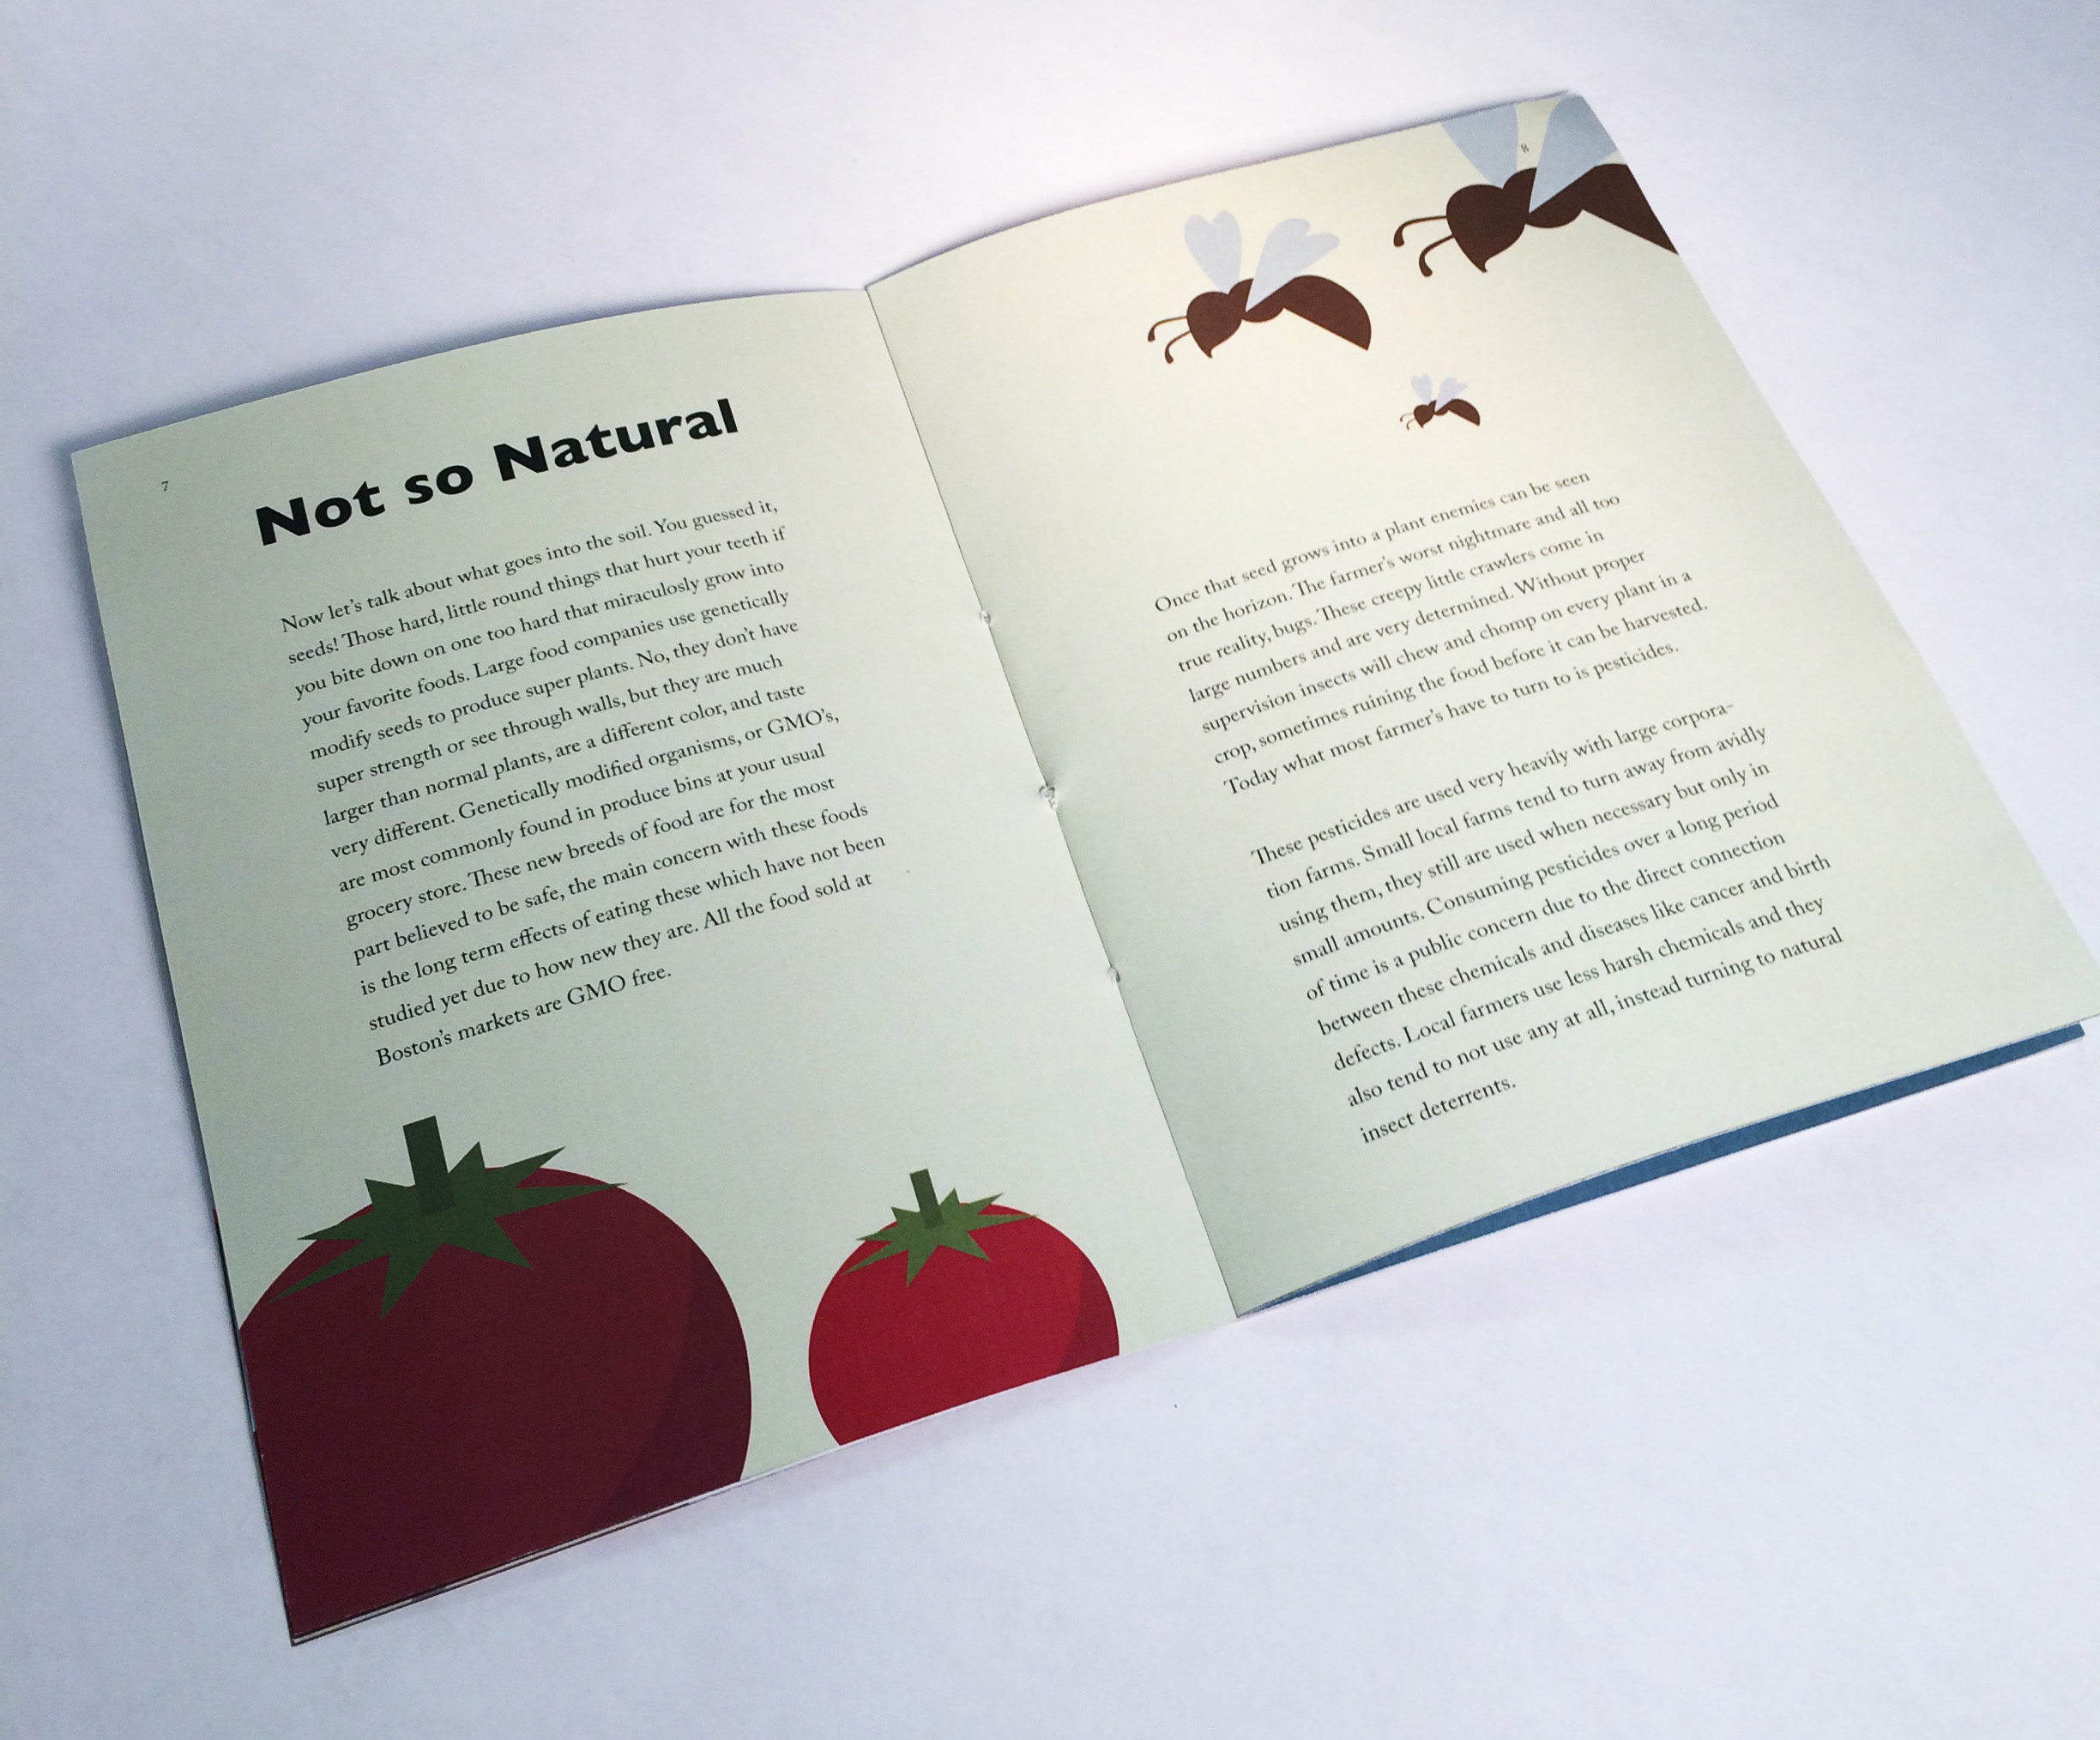 7
Not so Natural
Now let's talk about what goes into the soil. You guessed it,
seeds! Those hard, little round things that hurt your teeth if
you bite down on one too hard that miraculosly grow into
your favorite foods. Large food companies use genetically
modify seeds to produce super plants. No, they don't have
super strength or see through walls, but they are much
larger than normal plants, are a different color, and taste
very different. Genetically modified organisms, or GMO's,
are most commonly found in produce bins at your usual
grocery store. These new breeds of food are for the most
part believed to be safe, the main concern with these foods
is the long term effects of eating these which have not been
studied yet due to how new they are. All the food sold at
Boston's markets are GMO free.
8
Once that seed grows into a plant enemies can be seen
on the horizon. The farmer's worst nightmare and all too
true reality, bugs. These creepy little crawlers come in
large numbers and are very determined. Without proper
supervision insects will chew and chomp on every plant in a
crop, sometimes ruining the food before it can be harvested.
Today what most farmer's have to turn to is pesticides.
These pesticides are used very heavily with large corpora-
tion farms. Small local farms tend to turn away from avidly
using them, they still are used when necessary but only in
small amounts. Consuming pesticides over a long period
of time is a public concern due to the direct connection
between these chemicals and diseases like cancer and birth
defects. Local farmers use less harsh chemicals and they
also tend to not use any at all, instead turning to natural
insect deterrents.